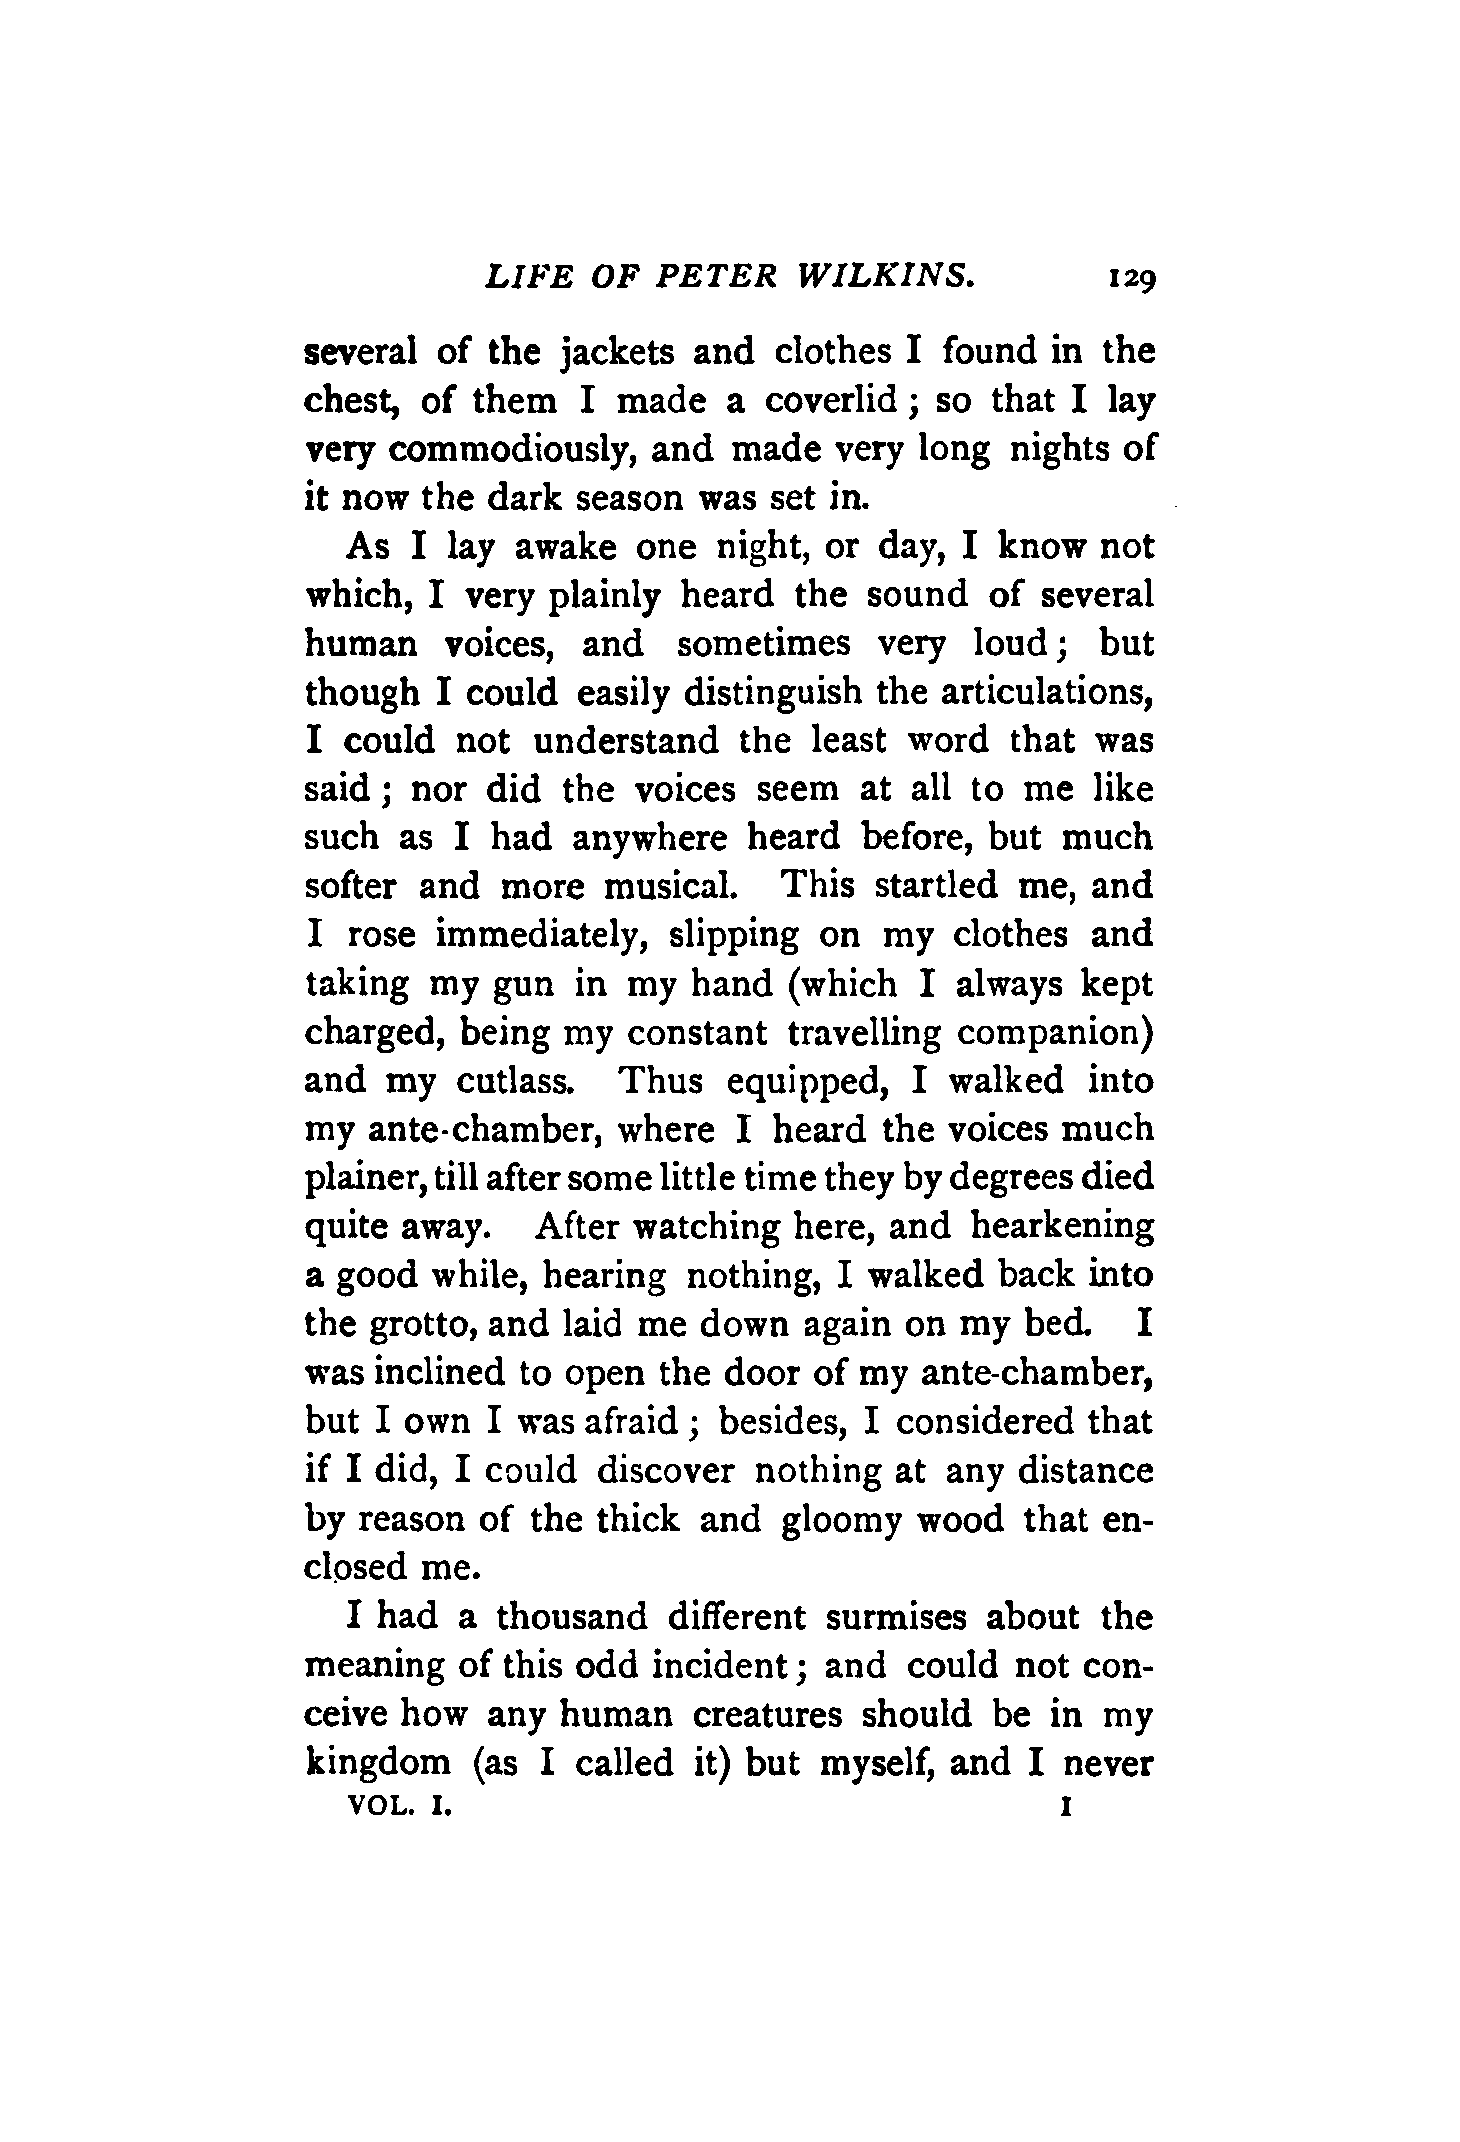 LIFE OF PETER WILKINS. 129
several of the jackets and clothes I found in the
chest, of them I made a coverlid ; so that I lay
very commodiously, and made very long nights of
it now the dark season was set in.
As I lay awake one night, or day, I know not
which, I very plainly heard the sound of several
human voices, and sometimes very loud ; but
though I could easily distinguish the articulations,
I could not understand the least word that was
said ; nor did the voices seem at all to me like
such as I had anywhere heard before, but much
softer and more musical. This startled me, and
I rose immediately, slipping on my clothes and
taking my gun in my hand (which I always kept
charged, being my constant travelling companion)
and my cutlass. Thus equipped, I walked into
my ante-chamber, where I heard the voices much
plainer, till after some little time they by degrees died
quite away. After watching here, and hearkening
a good while, hearing nothing, I walked back into
the grotto, and laid me down again on my bed. I
was inclined to open the door of my ante-chamber,
but I own I was afraid ; besides, I considered that
if I did, I could discover nothing at any distance
by reason of the thick and gloomy wood that en-
closed me.
I had a thousand different surmises about the
meaning of this odd incident ; and could not con-
ceive how any human creatures should be in my
kingdom (as I called it) but myself, and I never
VOL. I. I